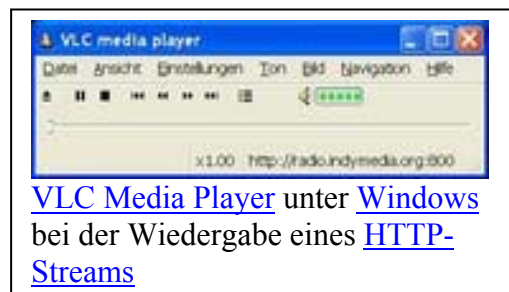 VLC media player
Datei Ansicht Einstellungen Ton Bild Navigation Hilfe
x1.00 http://radio.indymedia.org:800
VLC Media Player unter Windows
bei der Wiedergabe eines HTTP-
Streams